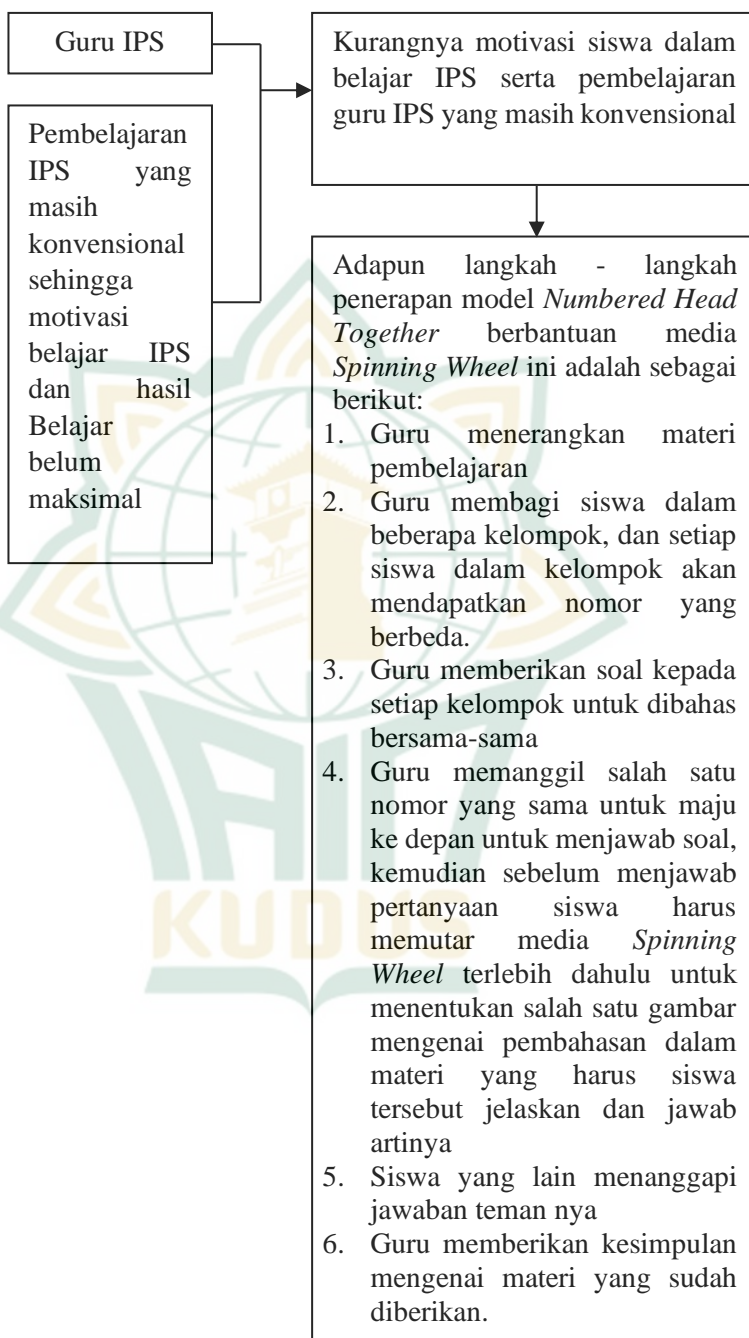 Guru IPS
Pembelajaran
IPS yang
masih
konvensional
sehingga
motivasi
belajar IPS
dan hasil
Belajar
belum
maksimal
Kurangnya motivasi siswa dalam
belajar IPS serta pembelajaran
guru IPS yang masih konvensional
Adapun langkah - langkah
penerapan model Numbered Head
Together berbantuan media
Spinning Wheel ini adalah sebagai
berikut:
1. Guru menerangkan materi
pembelajaran
2. Guru membagi siswa dalam
beberapa kelompok, dan setiap
siswa dalam kelompok akan
mendapatkan nomor yang
berbeda.
3. Guru memberikan soal kepada
setiap kelompok untuk dibahas
bersama-sama
4. Guru memanggil salah satu
nomor yang sama untuk maju
ke depan untuk menjawab soal,
kemudian sebelum menjawab
pertanyaan siswa harus
memutar media Spinning
Wheel terlebih dahulu untuk
menentukan salah satu gambar
mengenai pembahasan dalam
materi yang harus siswa
tersebut jelaskan dan jawab
artinya
5. Siswa yang lain menanggapi
jawaban teman nya
6. Guru memberikan kesimpulan
mengenai materi yang sudah
diberikan.
IAIN
KUDUS